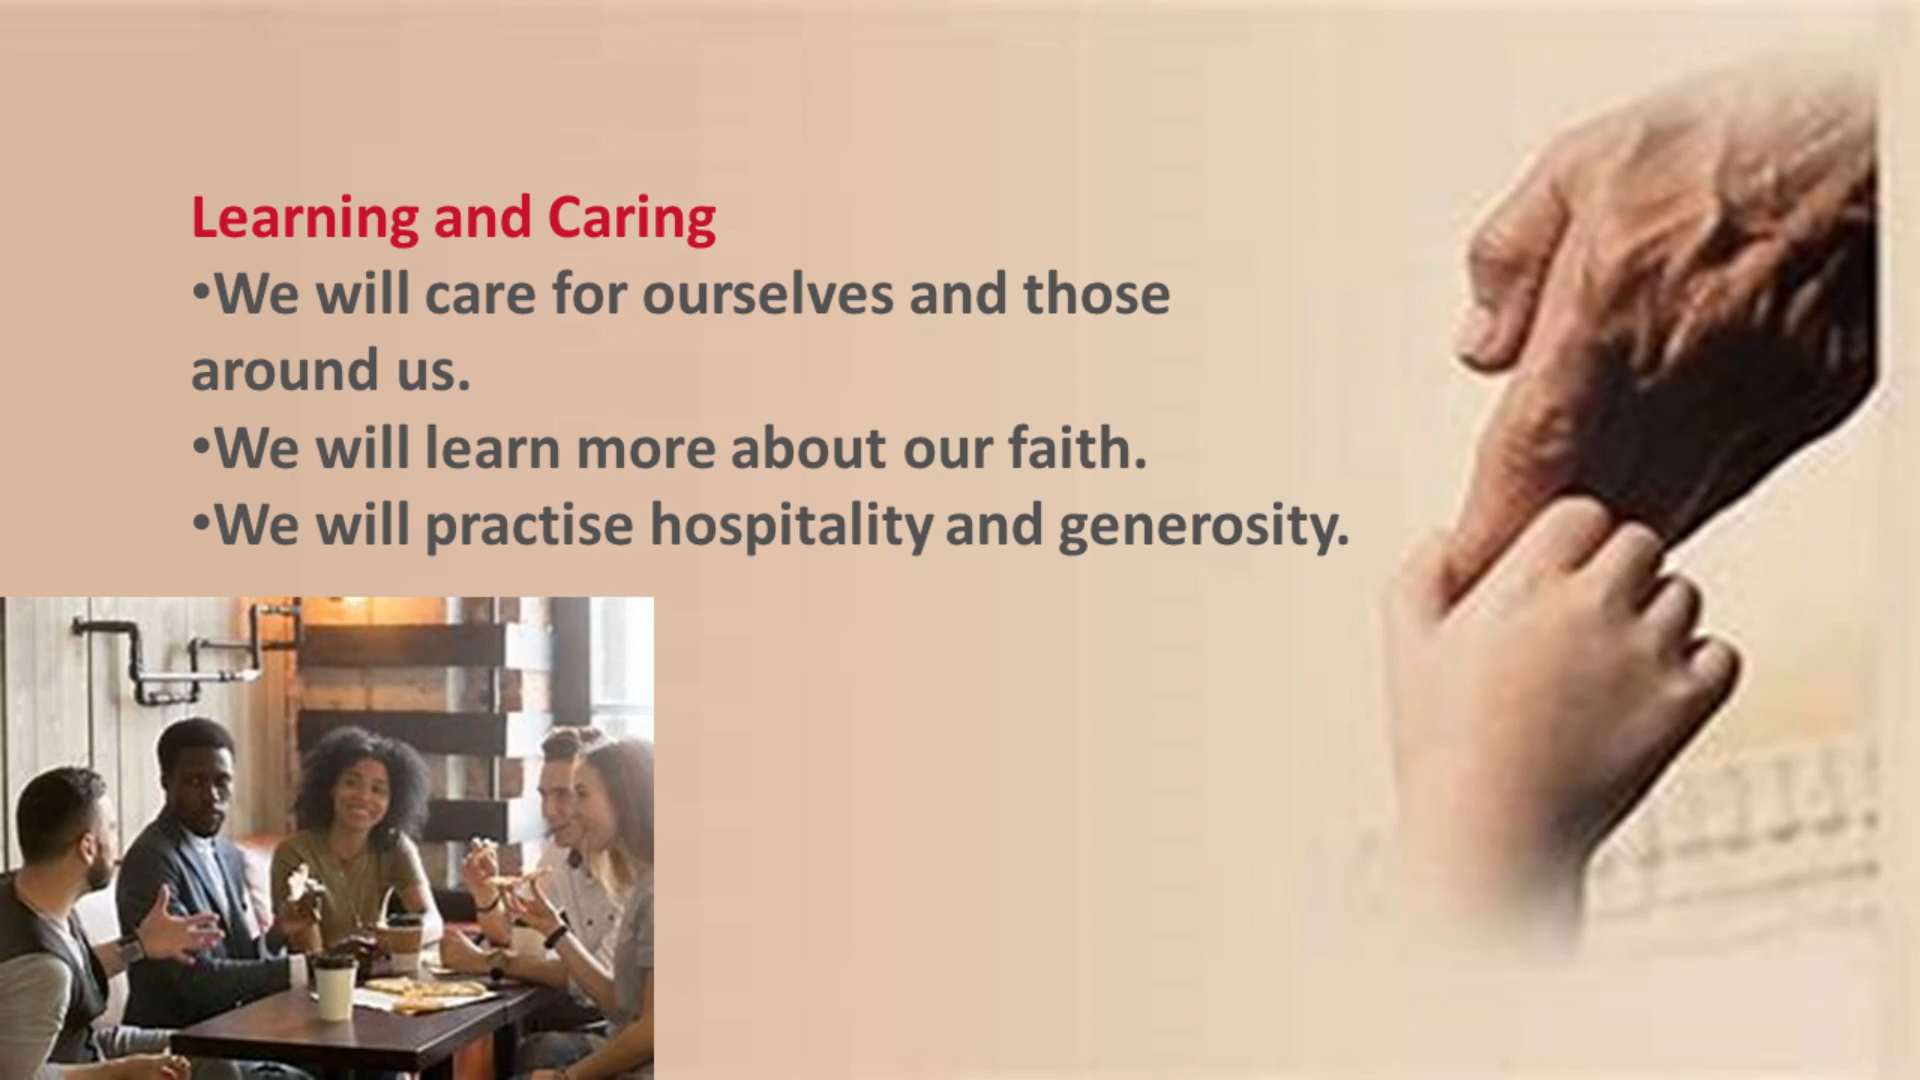 Learning and Caring
•We will care for ourselves and those
around us.
•We will learn more about our faith.
•We will practise hospitality and generosity.